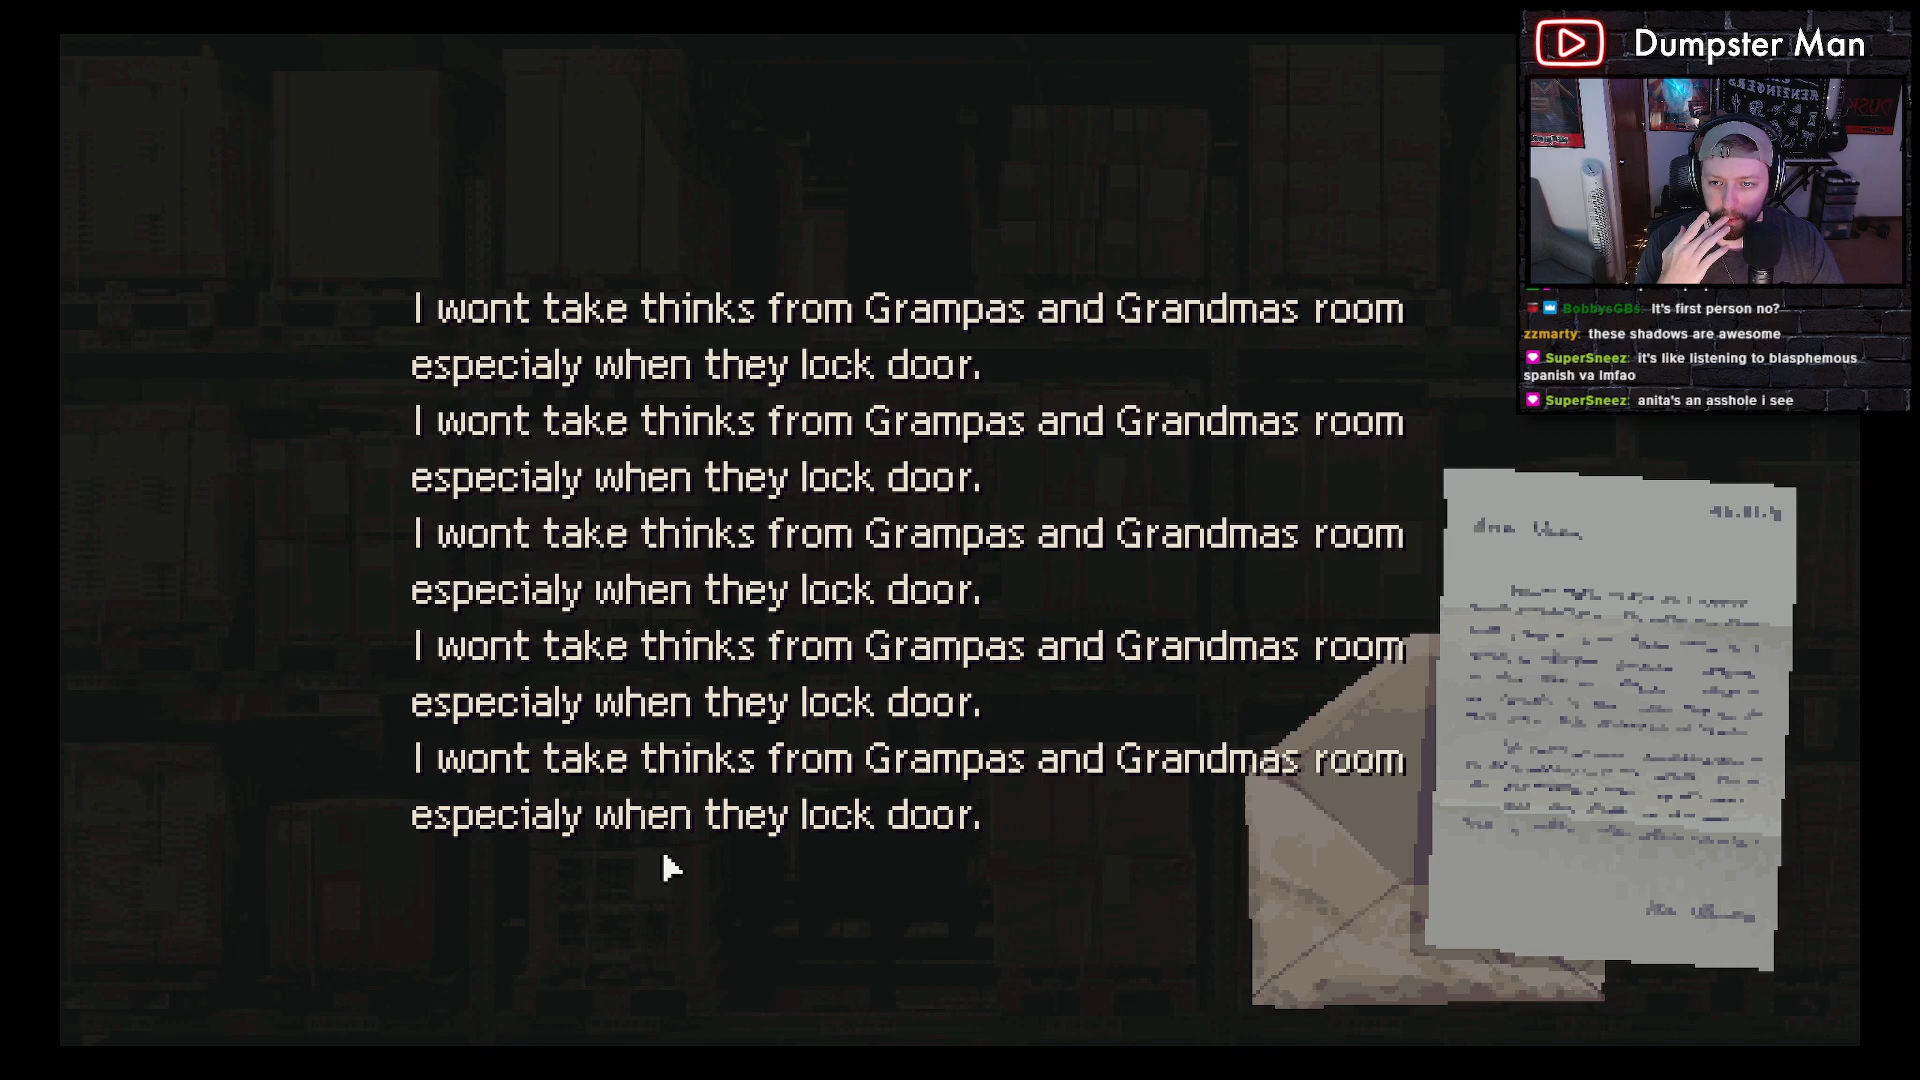 Dumpster Man
I wont take thinks from Grampas and Grandmas room
especialy when they lock door.
I wont take thinks from Grampas and Grandmas room
especialy when they lock door.
I wont take thinks from Grampas and Grandmas room
especialy when they lock door.
I wont take thinks from Grampas and Grandmas room
especialy when they lock door.
I wont take thinks from Grampas and Grandmas room
especialy when they lock door.
BobbysGBs: It's first person no?
zzmarty: these shadows are awesome
SuperSneez: it's like listening to blasphemous
spanish va lmfao
SuperSneez: anita's an asshole i see